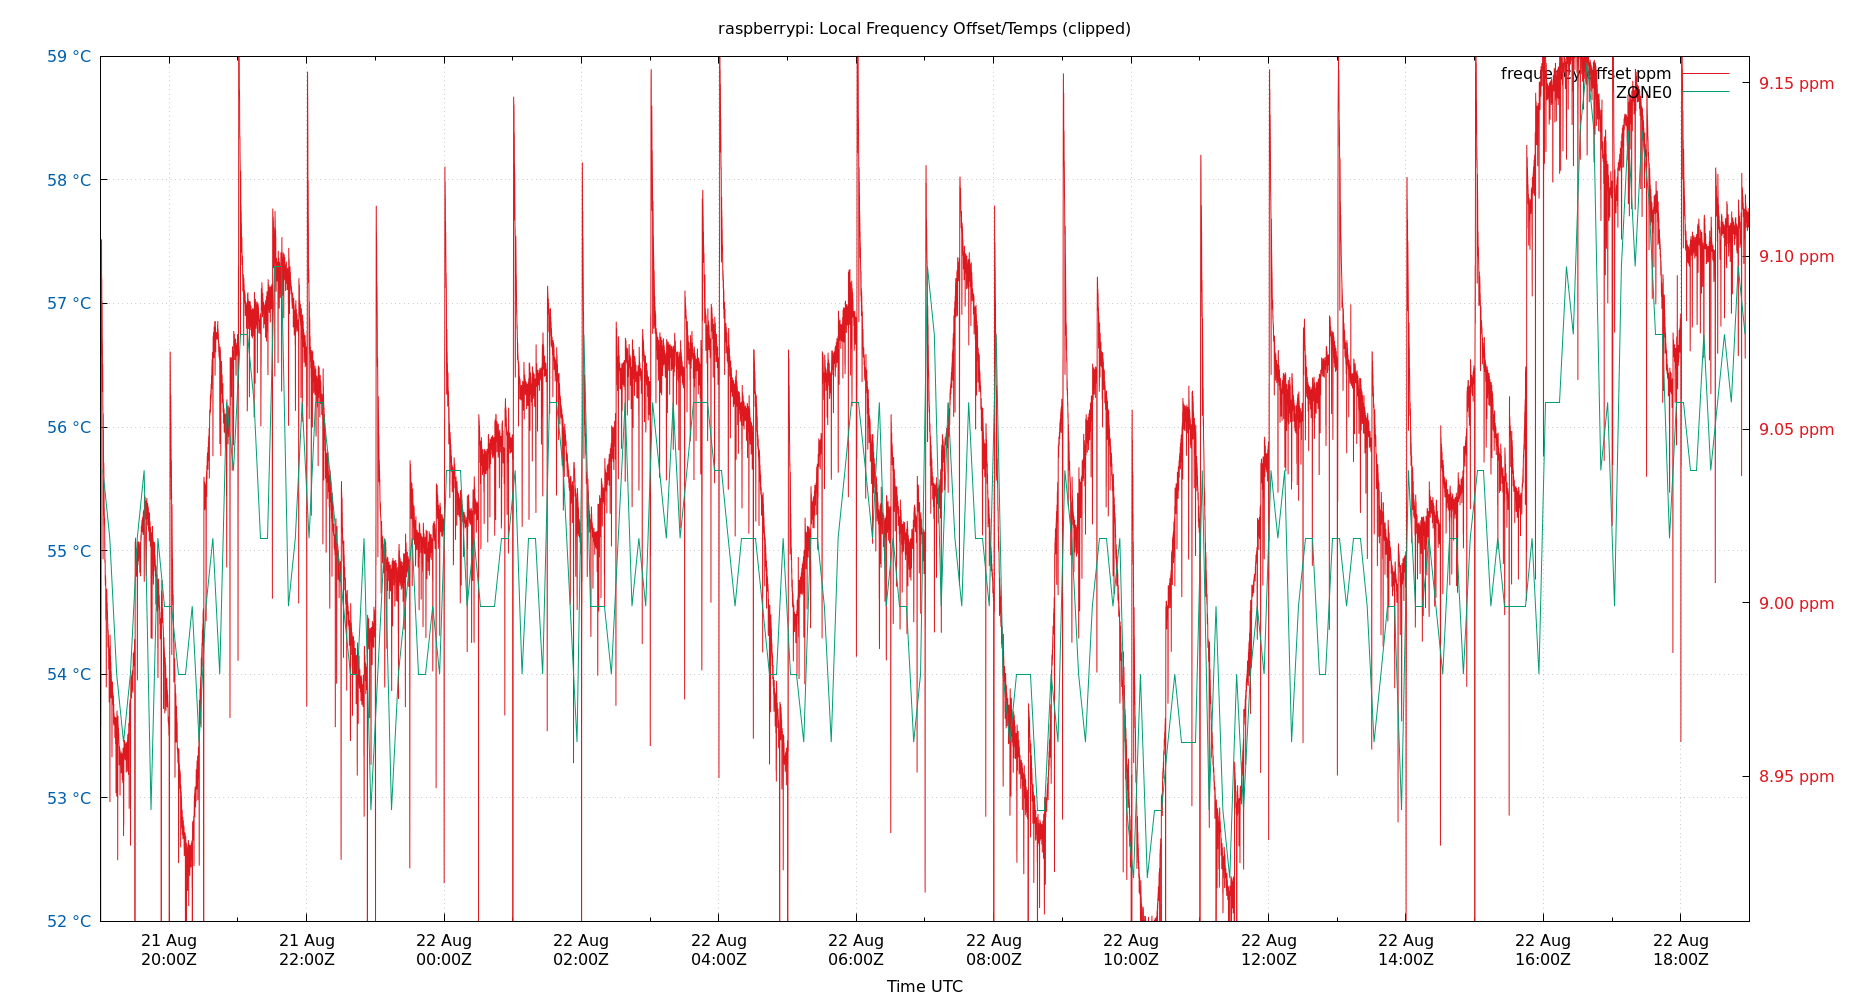 raspberrypi: Local Frequency Offset/Temps (clipped)
59 °C
58 °C
57 °C
56 °C
55 °C
54 °C
53 °C
52 °C
frequency offset ppm
ZONE0
9.15 ppm
9.10 ppm
9.05 ppm
9.00 ppm
8.95 ppm
21 Aug 21 Aug 22 Aug 22 Aug 22 Aug 22 Aug 22 Aug 22 Aug 22 Aug 22 Aug 22 Aug 22 Aug
20:00Z 22:00Z 00:00Z 02:00Z 04:00Z 06:00Z 08:00Z 10:00Z 12:00Z 14:00Z 16:00Z 18:00Z
Time UTC